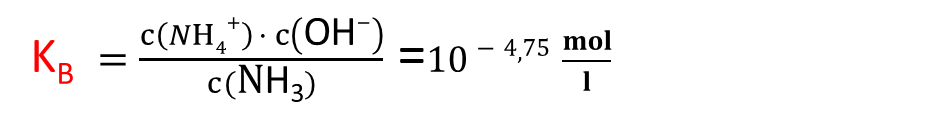 K_B = c(NH₄⁺) · c(OH⁻) / c(NH₃) = 10^(− 4,75) mol / l